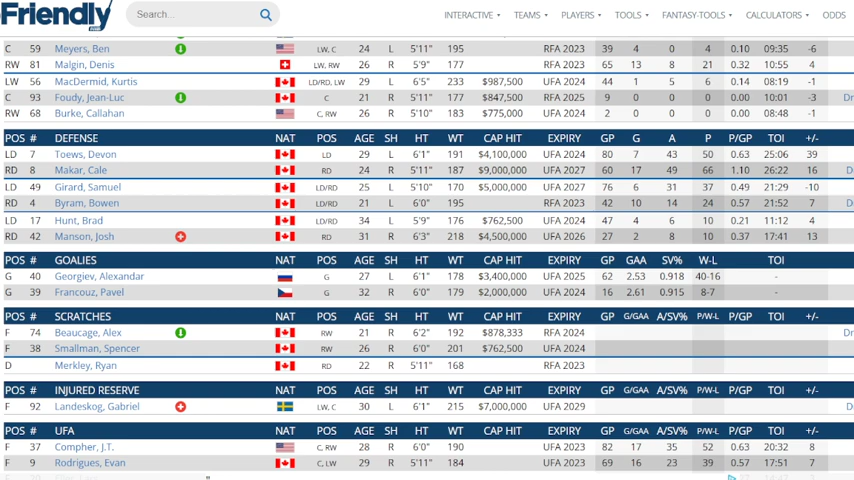 Friendly Search... INTERACTIVE TEAMS PLAYERS TOOLS FANTASY-TOOLS CALCULATORS ODDS
C 59 Meyers, Ben LW, C 24 L 5'11" 195 RFA 2023 39 4 0 4 0.10 09:35 -6
RW 81 Malgin, Denis LW, RW 26 R 5'9" 177 RFA 2023 65 13 8 21 0.32 10:55 4
LW 56 MacDermid, Kurtis LD/RD, LW 29 L 6'5" 233 $987,500 UFA 2024 44 1 5 6 0.14 08:19 -1
C 93 Foudy, Jean-Luc C 21 R 5'11" 177 $847,500 RFA 2025 9 0 0 0 0.00 10:01 -3 Dr
RW 68 Burke, Callahan C, RW 26 R 5'10" 183 $775,000 UFA 2024 2 0 0 0 0.00 08:48 -1
POS # DEFENSE NAT POS AGE SH HT WT CAP HIT EXPIRY GP G A P P/GP TOI +/-
LD 7 Toews, Devon LD 29 L 6'1" 191 $4,100,000 UFA 2024 80 7 43 50 0.63 25:06 39
RD 8 Makar, Cale RD 24 R 5'11" 187 $9,000,000 UFA 2027 60 17 49 66 1.10 26:22 16 D
LD 49 Girard, Samuel LD/RD 25 L 5'10" 170 $5,000,000 UFA 2027 76 6 31 37 0.49 21:29 -10
RD 4 Byram, Bowen LD/RD 21 L 6'0" 195 RFA 2023 42 10 14 24 0.57 21:52 7 D
LD 17 Hunt, Brad LD/RD 34 L 5'9" 176 $762,500 UFA 2024 47 4 6 10 0.21 11:12 4
RD 42 Manson, Josh RD 31 R 6'3" 218 $4,500,000 UFA 2026 27 2 8 10 0.37 17:41 13
POS # GOALIES NAT POS AGE SH HT WT CAP HIT EXPIRY GP GAA SV% W-L TOI
G 40 Georgiev, Alexandar G 27 L 6'1" 178 $3,400,000 UFA 2025 62 2.53 0.918 40-16 -
G 39 Francouz, Pavel G 32 R 6'0" 179 $2,000,000 UFA 2024 16 2.61 0.915 8-7 -
POS # SCRATCHES NAT POS AGE SH HT WT CAP HIT EXPIRY GP G/GAA A/SV% P/W-L P/GP TOI +/-
F 74 Beaucage, Alex RW 21 R 6'2" 192 $878,333 RFA 2024 Dr
F 38 Smallman, Spencer RW 26 R 6'0" 201 $762,500 UFA 2024
D Merkley, Ryan RD 22 R 5'11" 168 RFA 2023
POS # INJURED RESERVE NAT POS AGE SH HT WT CAP HIT EXPIRY GP G/GAA A/SV% P/W-L P/GP TOI +/-
F 92 Landeskog, Gabriel LW, C 30 L 6'1" 215 $7,000,000 UFA 2029 D
POS # UFA NAT POS AGE SH HT WT CAP HIT EXPIRY GP G/GAA A/SV% P/W-L P/GP TOI +/-
F 37 Compher, J.T. C, RW 28 R 6'0" 190 UFA 2023 82 17 35 52 0.63 20:32 8
F 9 Rodrigues, Evan C, LW 29 R 5'11" 184 UFA 2023 69 16 23 39 0.57 17:51 7